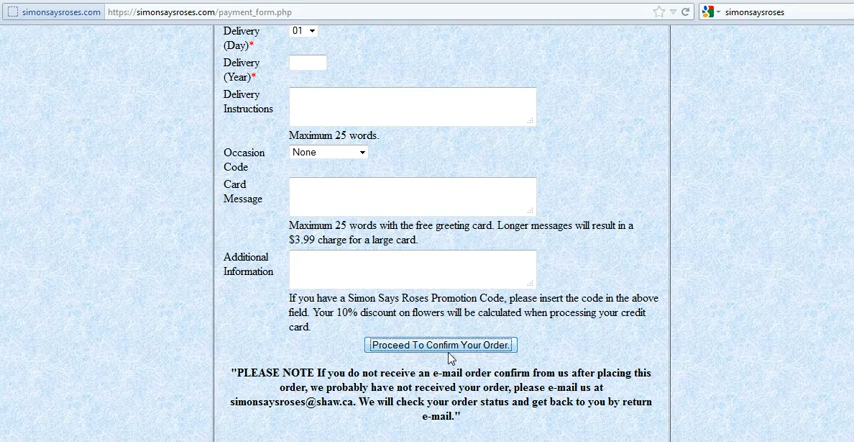 simonsaysroses.com https://simonsaysroses.com/payment_form.php simonsaysroses
Delivery 01
(Day)*
Delivery
(Year)*
Delivery
Instructions
Maximum 25 words.
Occasion None
Code
Card
Message
Maximum 25 words with the free greeting card. Longer messages will result in a
$3.99 charge for a large card.
Additional
Information
If you have a Simon Says Roses Promotion Code, please insert the code in the above
field. Your 10% discount on flowers will be calculated when processing your credit
card.
Proceed To Confirm Your Order.
"PLEASE NOTE If you do not receive an e-mail order confirm from us after placing this
order, we probably have not received your order, please e-mail us at
simonsaysroses@shaw.ca. We will check your order status and get back to you by return
e-mail."